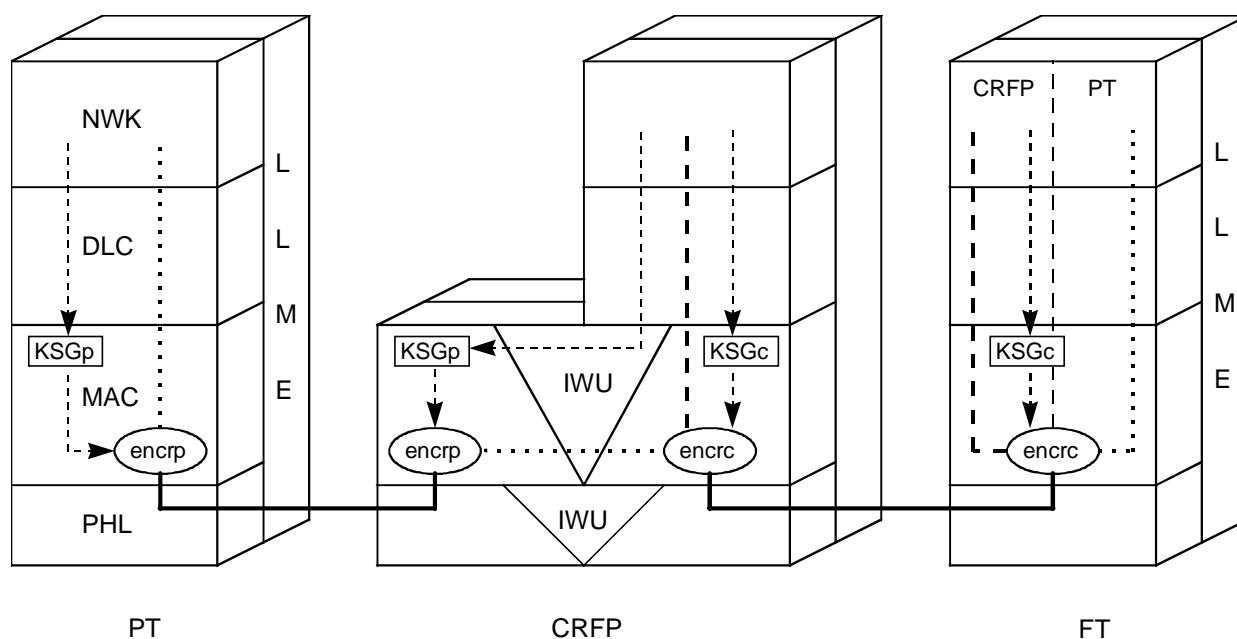 NWK
DLC
KSGp
MAC
encrp
PHL
L
L
M
E
PT
KSGp
IWU
KSGc
encrp
encrc
IWU
CRFP
CRFP
PT
KSGc
encrc
L
L
M
E
FT